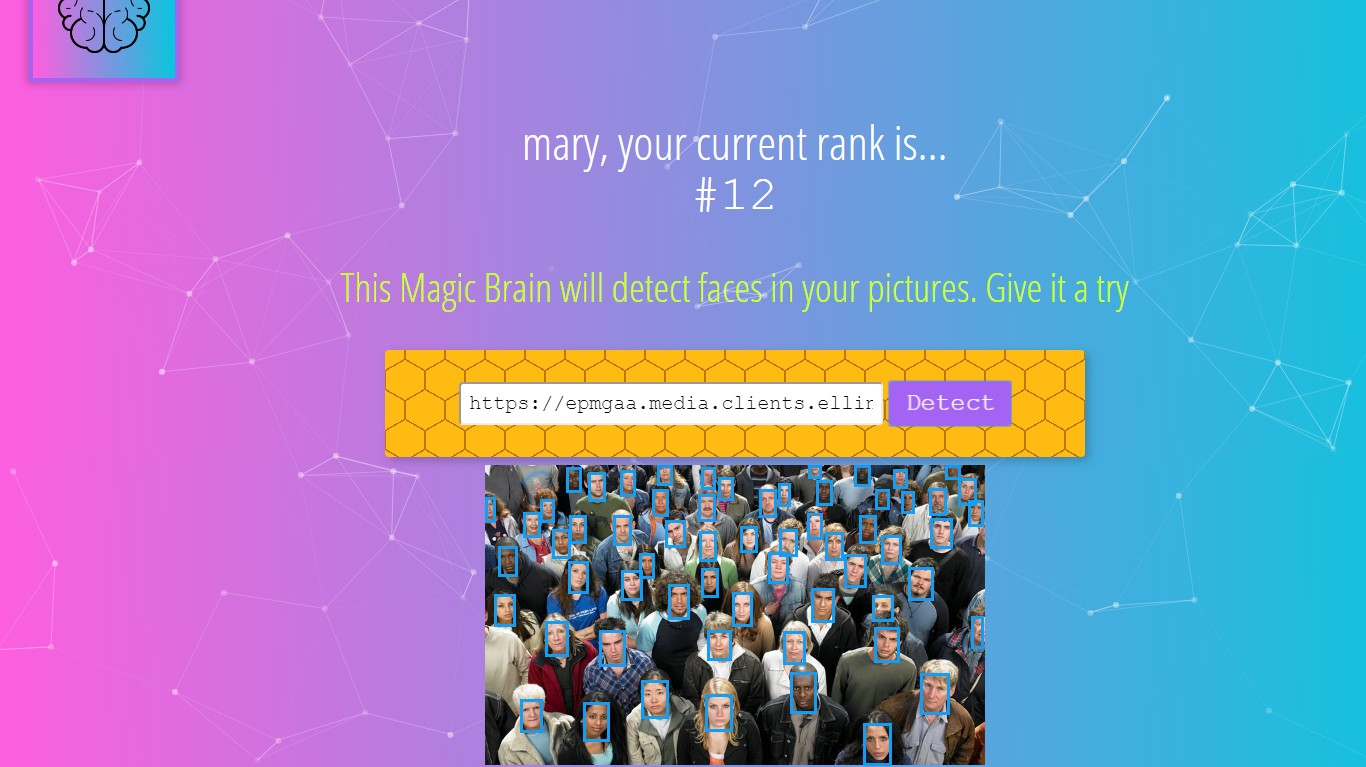 mary, your current rank is...
#12
This Magic Brain will detect faces in your pictures. Give it a try
https://epmgaa.media.clients.ellin
Detect